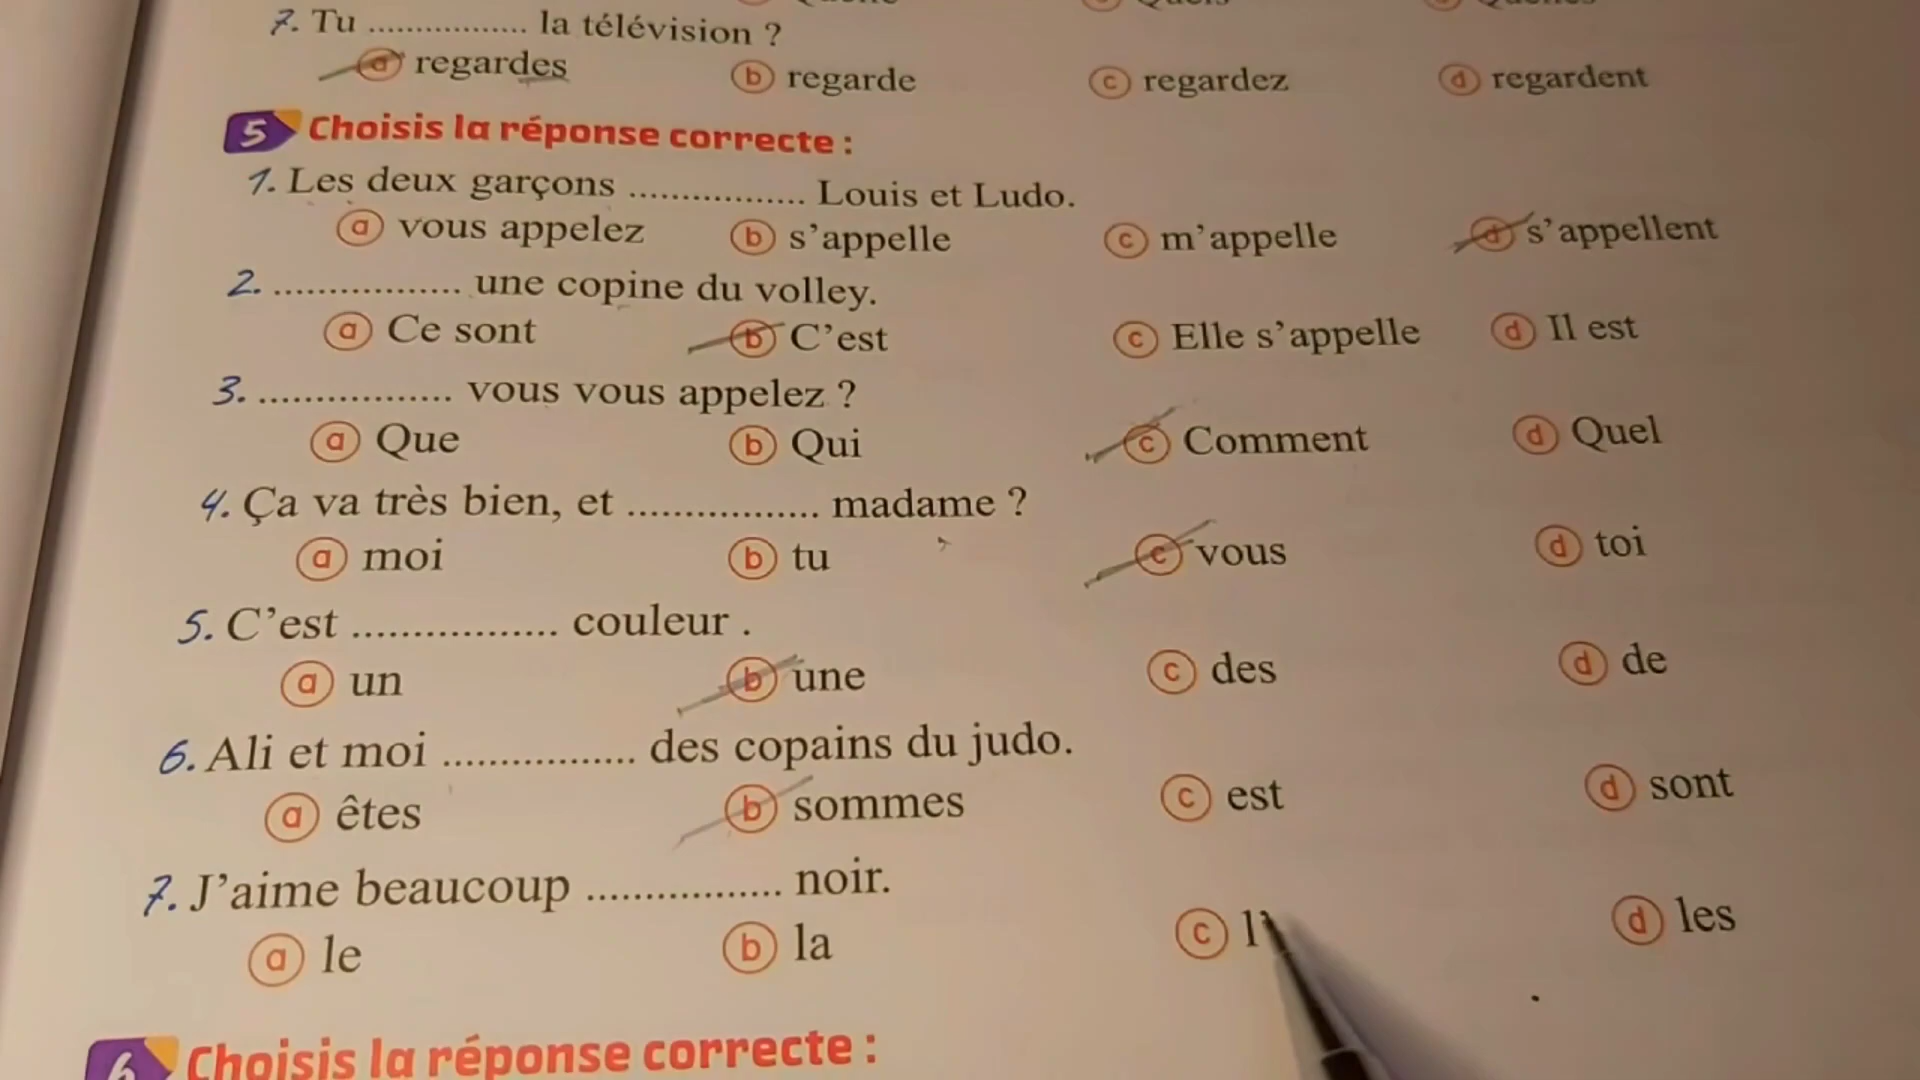 7. Tu ................ la télévision ?
a regardes b regarde c regardez d regardent
5 Choisis la réponse correcte :
1. Les deux garçons ................ Louis et Ludo.
a vous appelez b s'appelle c m'appelle d s'appellent
2. ................ une copine du volley.
a Ce sont b C'est c Elle s'appelle d Il est
3. ................ vous vous appelez ?
a Que b Qui c Comment d Quel
4. Ça va très bien, et ................ madame ?
a moi b tu c vous d toi
5. C'est ................ couleur .
a un b une c des d de
6. Ali et moi ................ des copains du judo.
a êtes b sommes c est d sont
7. J'aime beaucoup ................ noir.
a le b la c l' d les
6 Choisis la réponse correcte :